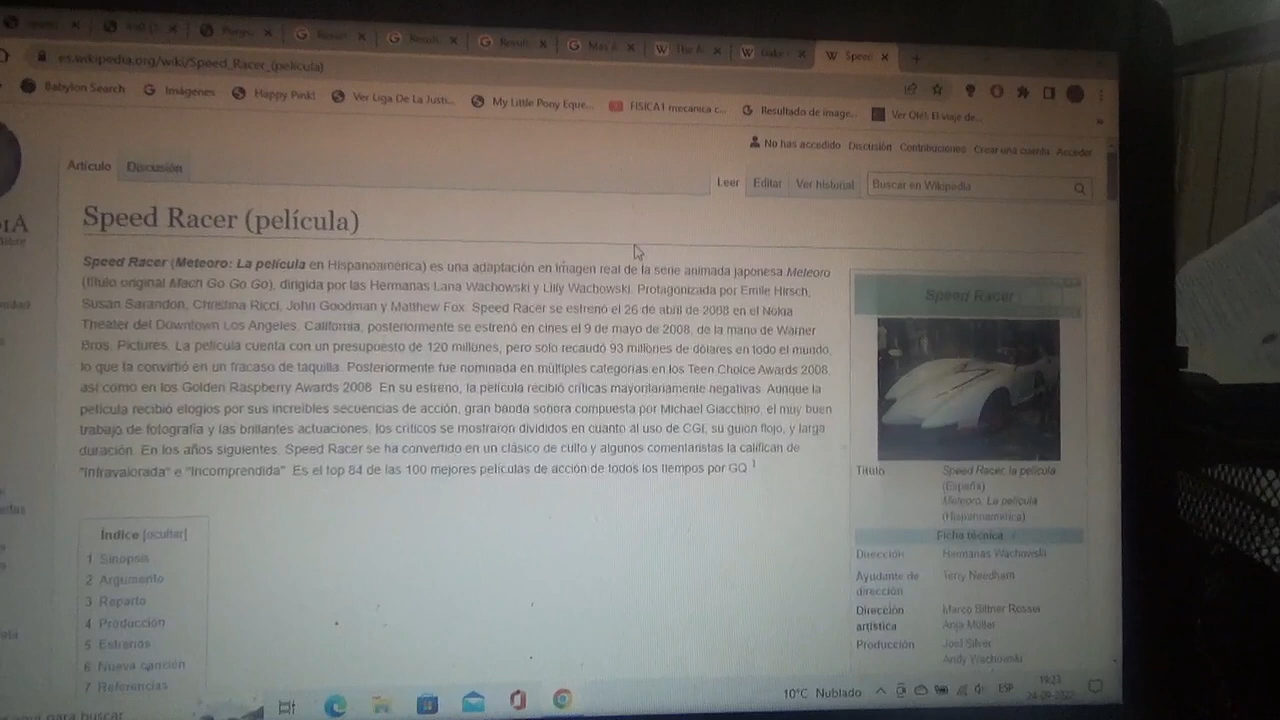 es.wikipedia.org/wiki/Speed_Racer_(película)
Babylon Search Imágenes Happy Pink! Ver Liga De La Justi... My Little Pony Eque... FISICA1 mecanica c... Resultado de image... Ver Olé!, El viaje de...
No has accedido Discusión Contribuciones Crear una cuenta Acceder
Artículo Discusión Leer Editar Ver historial Buscar en Wikipedia
Speed Racer (película)
Speed Racer (Meteoro: La película en Hispanoamérica) es una adaptación en imagen real de la serie animada japonesa Meteoro
(título original Mach Go Go Go), dirigida por las Hermanas Lana Wachowski y Lilly Wachowski. Protagonizada por Emile Hirsch,
Susan Sarandon, Christina Ricci, John Goodman y Matthew Fox. Speed Racer se estrenó el 26 de abril de 2008 en el Nokia
Theater del Downtown Los Angeles, California, posteriormente se estrenó en cines el 9 de mayo de 2008, de la mano de Warner
Bros. Pictures. La película cuenta con un presupuesto de 120 millones, pero solo recaudó 93 millones de dólares en todo el mundo,
lo que la convirtió en un fracaso de taquilla. Posteriormente fue nominada en múltiples categorías en los Teen Choice Awards 2008,
así como en los Golden Raspberry Awards 2008. En su estreno, la película recibió críticas mayoritariamente negativas. Aunque la
película recibió elogios por sus increíbles secuencias de acción, gran banda sonora compuesta por Michael Giacchino, el muy buen
trabajo de fotografía y las brillantes actuaciones, los críticos se mostraron divididos en cuanto al uso de CGI, su guion flojo, y larga
duración. En los años siguientes, Speed Racer se ha convertido en un clásico de culto y algunos comentaristas la califican de
"Infravalorada" e "Incomprendida". Es el top 84 de las 100 mejores películas de acción de todos los tiempos por GQ.1
Índice [ocultar]
1 Sinopsis
2 Argumento
3 Reparto
4 Producción
5 Estrenos
6 Nueva canción
7 Referencias
Speed Racer
Título Speed Racer, la película
(España)
Meteoro: La película
(Hispanoamérica)
Ficha técnica
Dirección Hermanas Wachowski
Ayudante de Terry Needham
dirección
Dirección Marco Bittner Rosser
artística Anja Müller
Producción Joel Silver
Andy Wachowski
para buscar
10°C Nublado ESP 19:23